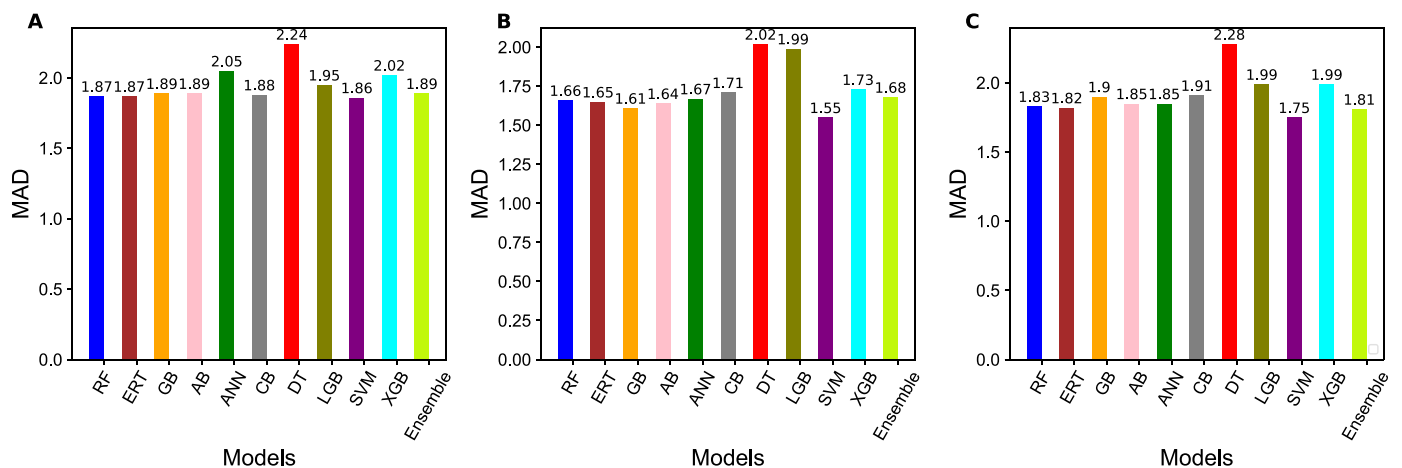 A
2.24
2.05
2.02
1.95
1.87 1.87 1.89 1.89 1.88 1.86 1.89
2.0
1.5
1.0
0.5
0.0
MAD
RF ERT GB AB ANN CB DT LGB SVM XGB Ensemble
Models
B
2.02 1.99
1.66 1.65 1.61 1.64 1.67 1.71 1.55 1.73 1.68
2.00
1.75
1.50
1.25
1.00
0.75
0.50
0.25
0.00
MAD
RF ERT GB AB ANN CB DT LGB SVM XGB Ensemble
Models
C
2.28
1.99 1.99
1.83 1.82 1.9 1.85 1.85 1.91 1.75 1.81
2.0
1.5
1.0
0.5
0.0
MAD
RF ERT GB AB ANN CB DT LGB SVM XGB Ensemble
Models